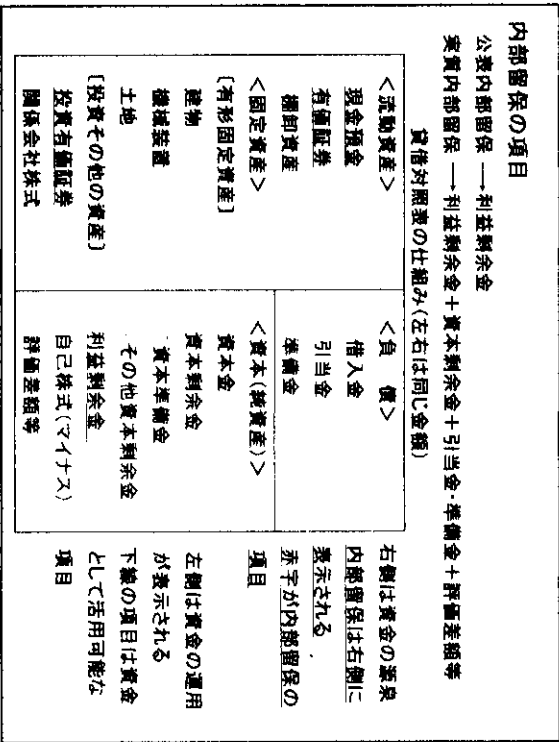 内部留保の項目
公表内部留保 ─→ 利益剰余金
実質内部留保 ─→ 利益剰余金＋資本剰余金＋引当金・準備金＋評価差額等
貸借対照表の仕組み(左右は同じ金額)
＜流動資産＞
現金預金
有価証券
棚卸資産
＜固定資産＞
〔有形固定資産〕
建物
機械装置
土地
〔投資その他の資産〕
投資有価証券
関係会社株式
＜負　債＞
借入金
引当金
準備金
＜資本(純資産)＞
資本金
資本剰余金
資本準備金
その他資本剰余金
利益剰余金
自己株式(マイナス)
評価差額等
右側は資金の源泉
内部留保は右側に
表示される
赤字が内部留保の
項目
左側は資金の運用
が表示される
下線の項目は資金
として活用可能な
項目